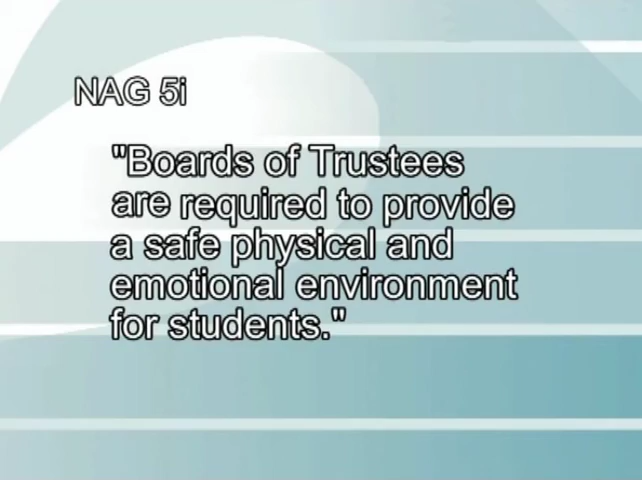 NAG 5i
"Boards of Trustees
are required to provide
a safe physical and
emotional environment
for students."